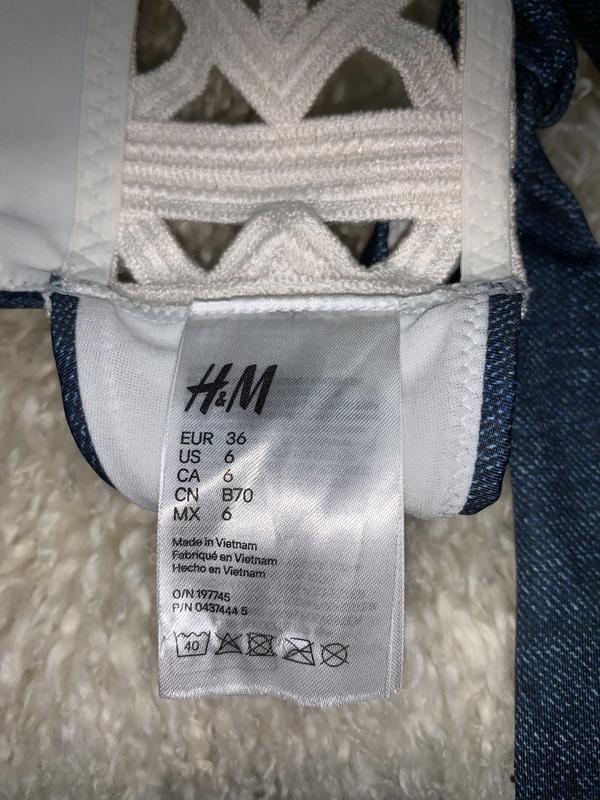 H&M
EUR 36
US 6
CA 6
CN B70
MX 6
Made in Vietnam
Fabriqué en Vietnam
Hecho en Vietnam
O/N 197745
P/N 0437444 5
40